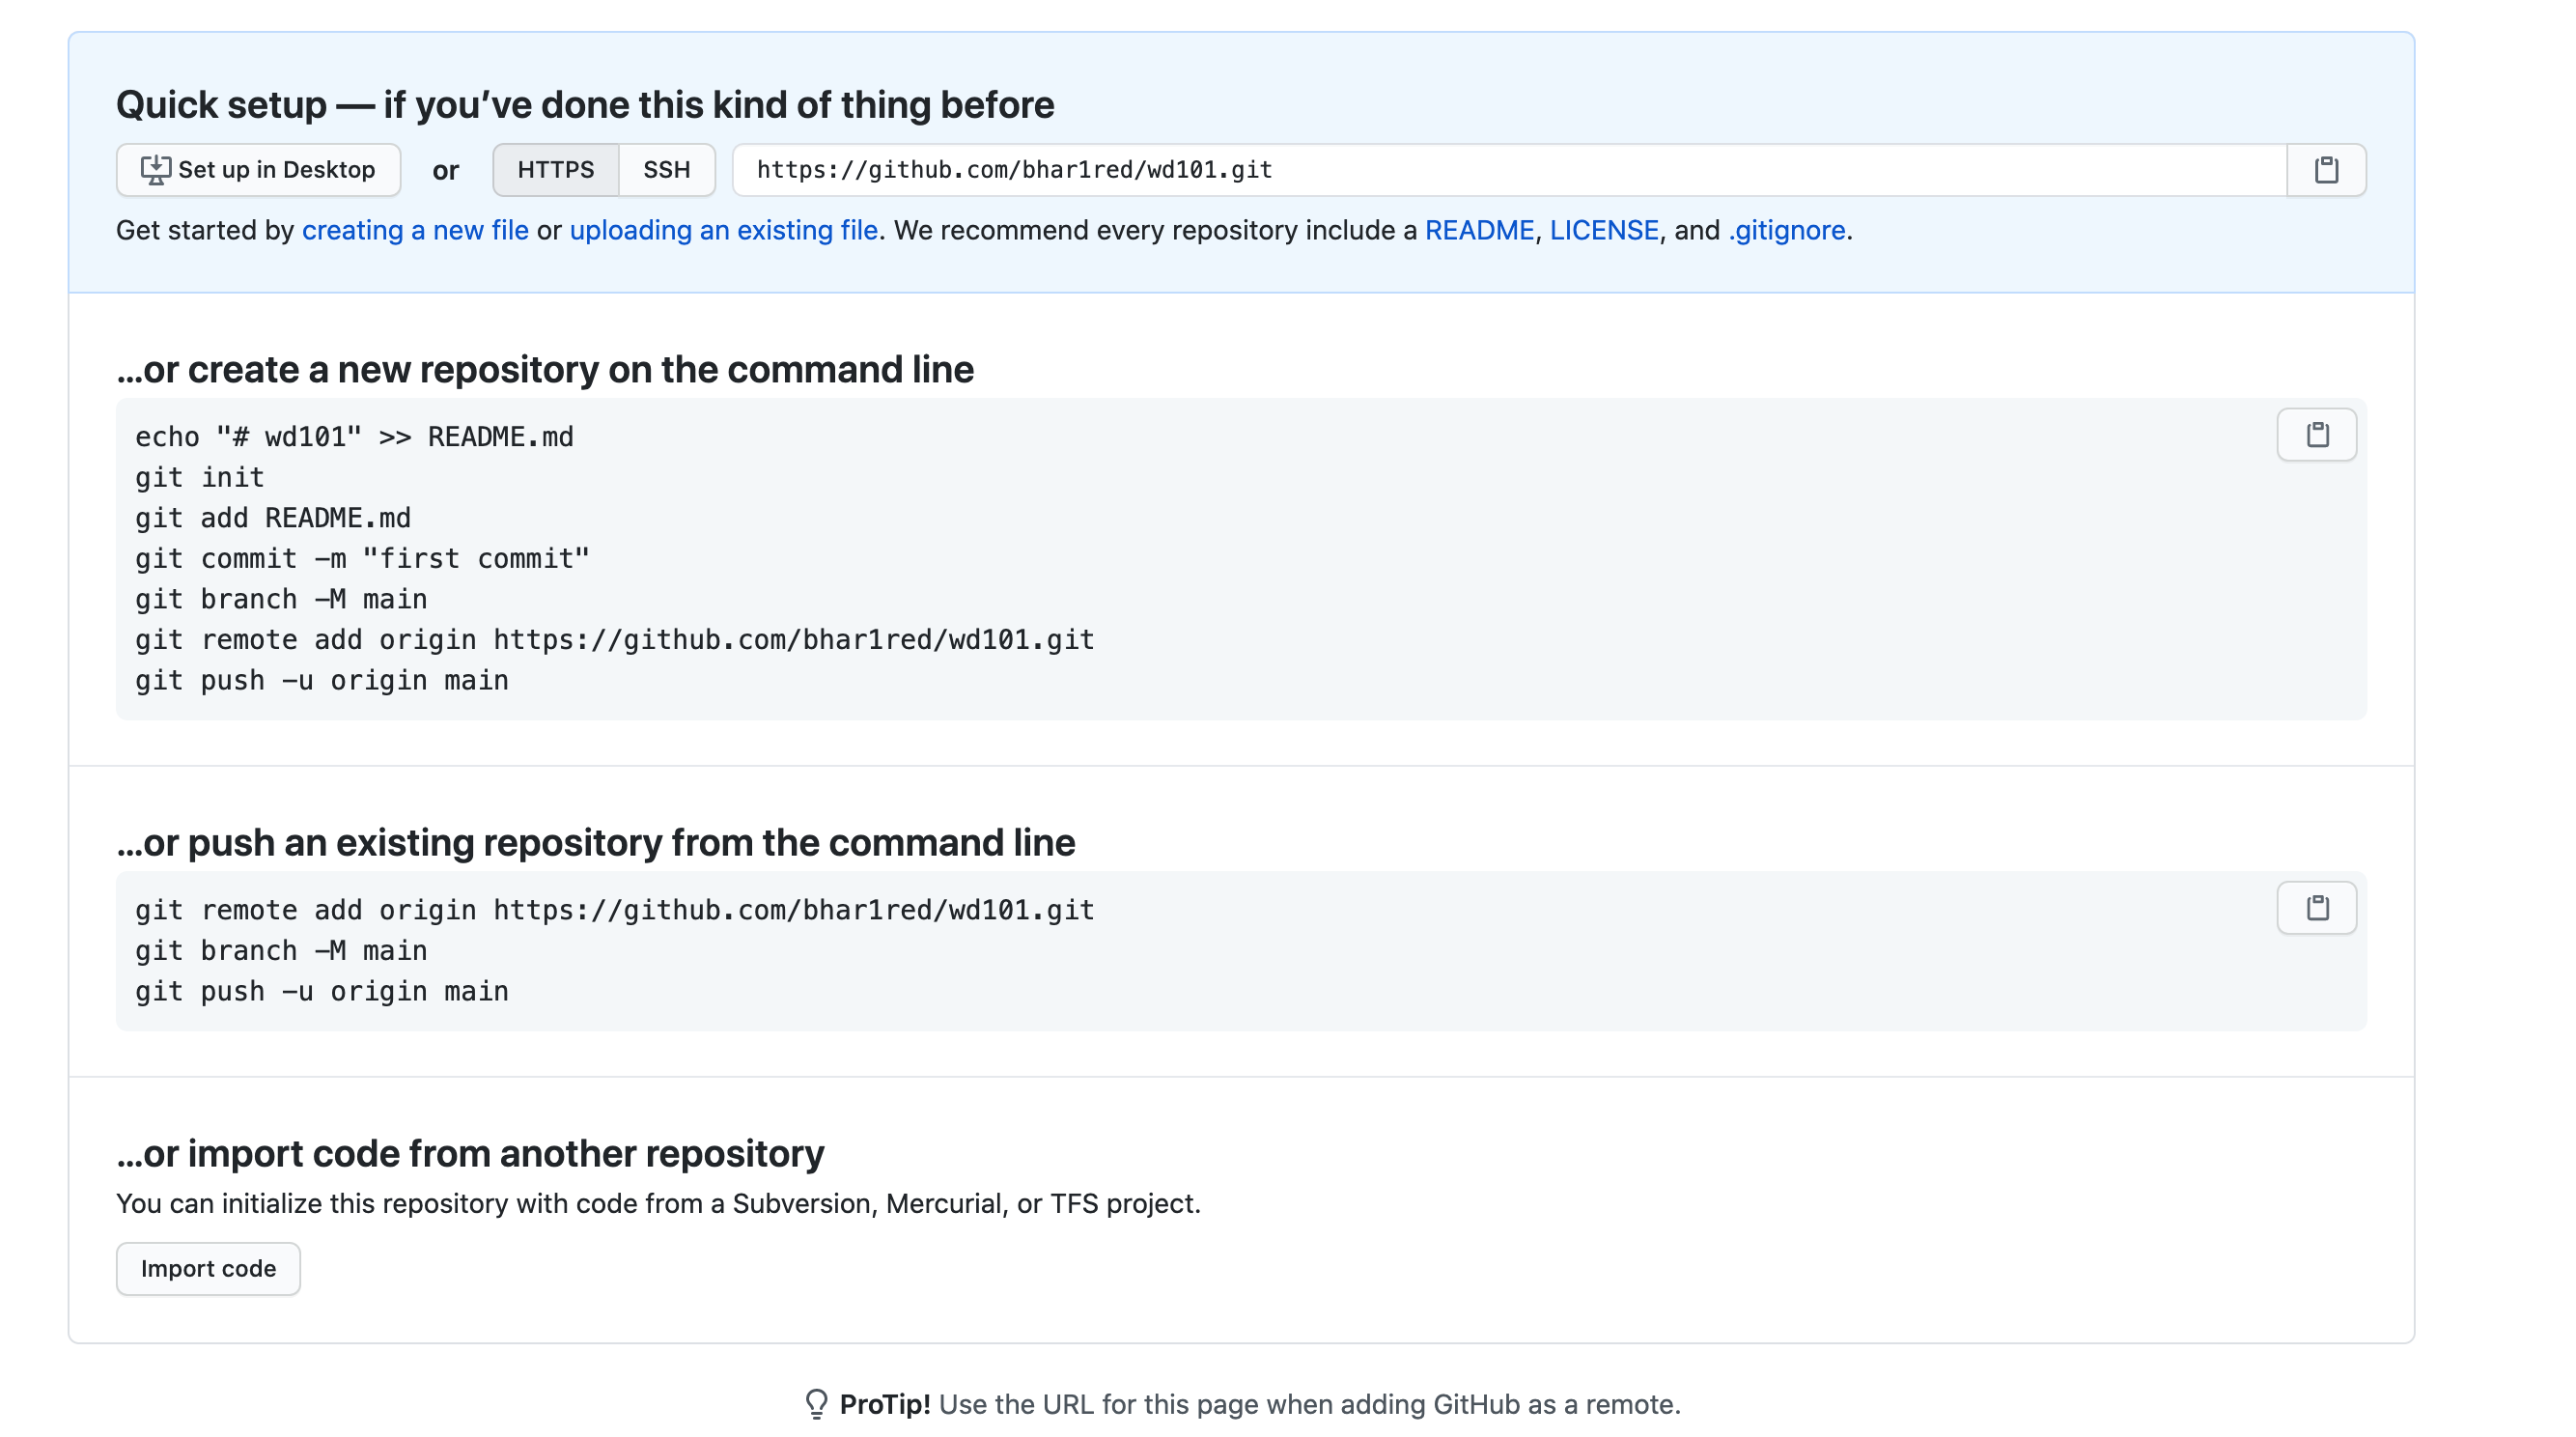 Quick setup — if you’ve done this kind of thing before
Set up in Desktop or HTTPS SSH https://github.com/bhar1red/wd101.git
Get started by creating a new file or uploading an existing file. We recommend every repository include a README, LICENSE, and .gitignore.
…or create a new repository on the command line
echo "# wd101" >> README.md
git init
git add README.md
git commit -m "first commit"
git branch -M main
git remote add origin https://github.com/bhar1red/wd101.git
git push -u origin main
…or push an existing repository from the command line
git remote add origin https://github.com/bhar1red/wd101.git
git branch -M main
git push -u origin main
…or import code from another repository
You can initialize this repository with code from a Subversion, Mercurial, or TFS project.
Import code
ProTip! Use the URL for this page when adding GitHub as a remote.